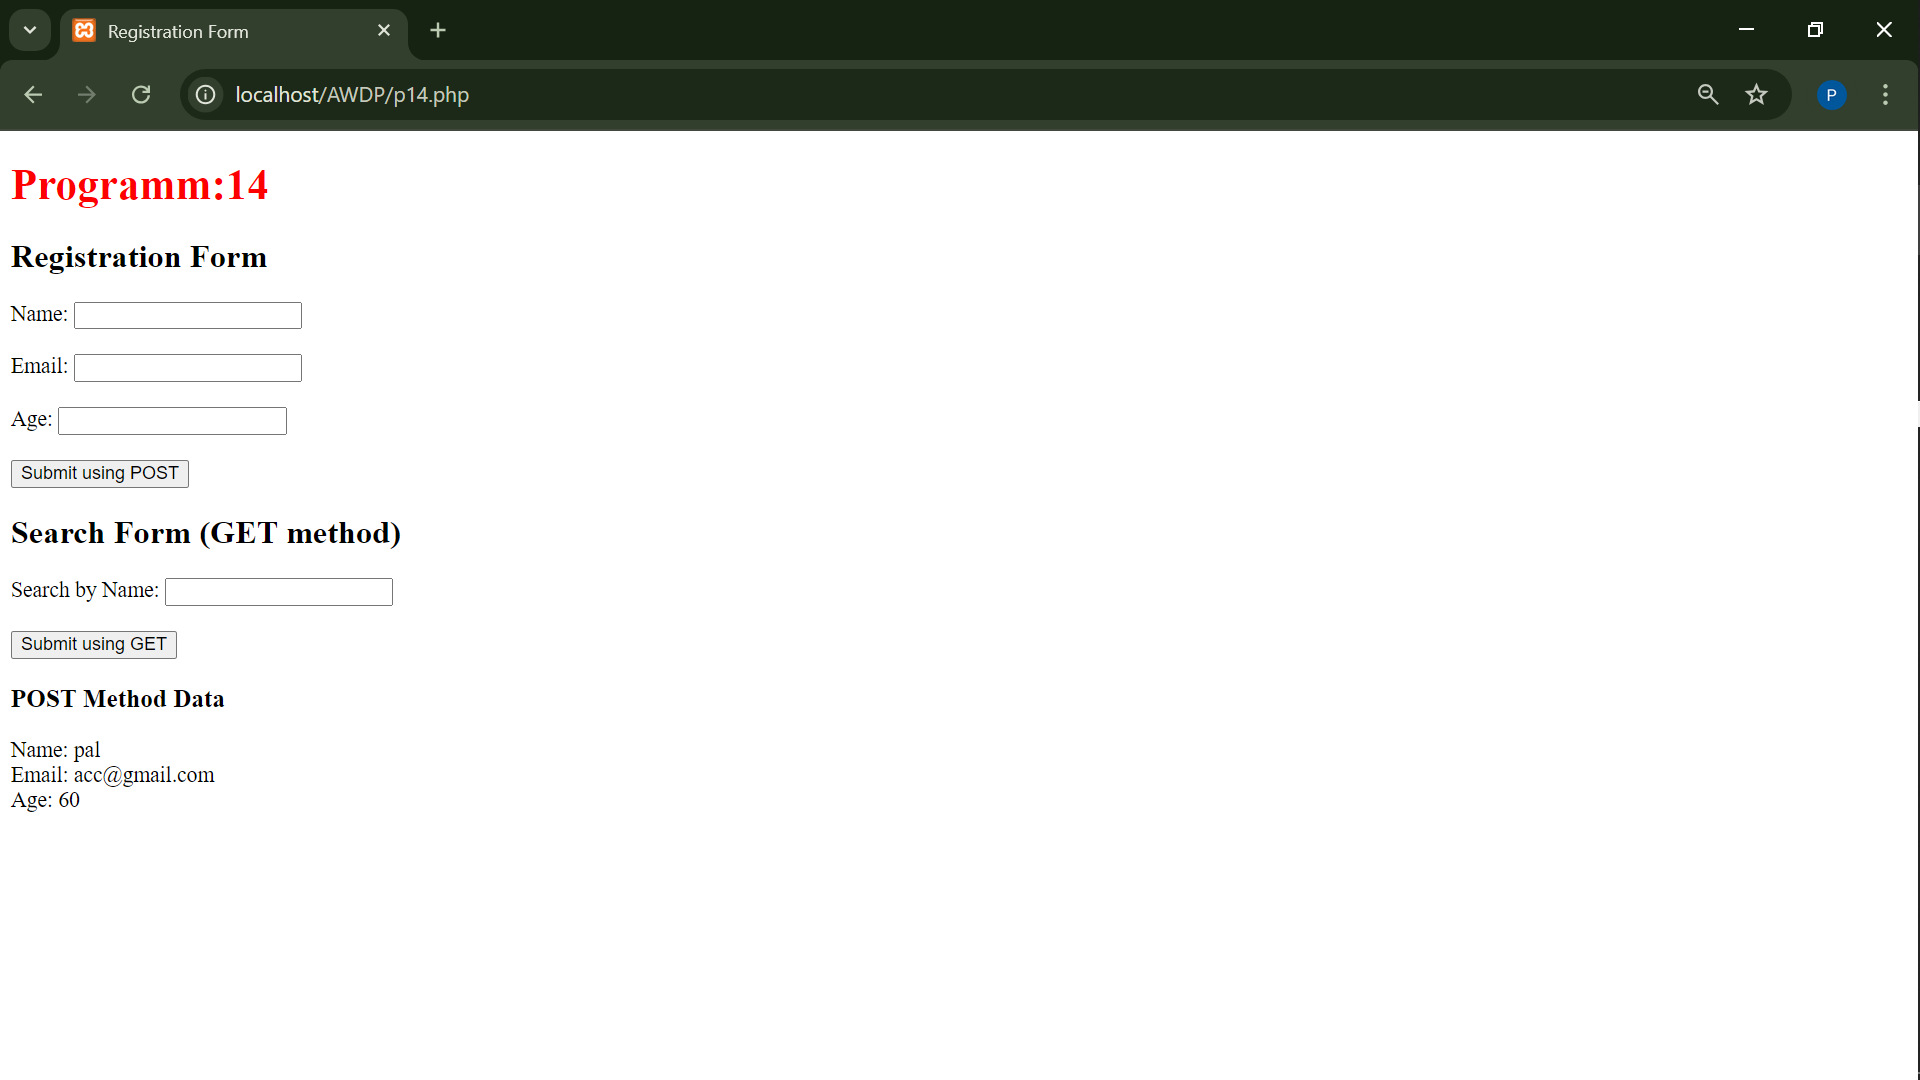 Registration Form
localhost/AWDP/p14.php
P
Programm:14
Registration Form
Name:
Email:
Age:
Submit using POST
Search Form (GET method)
Search by Name:
Submit using GET
POST Method Data
Name: pal
Email: acc@gmail.com
Age: 60